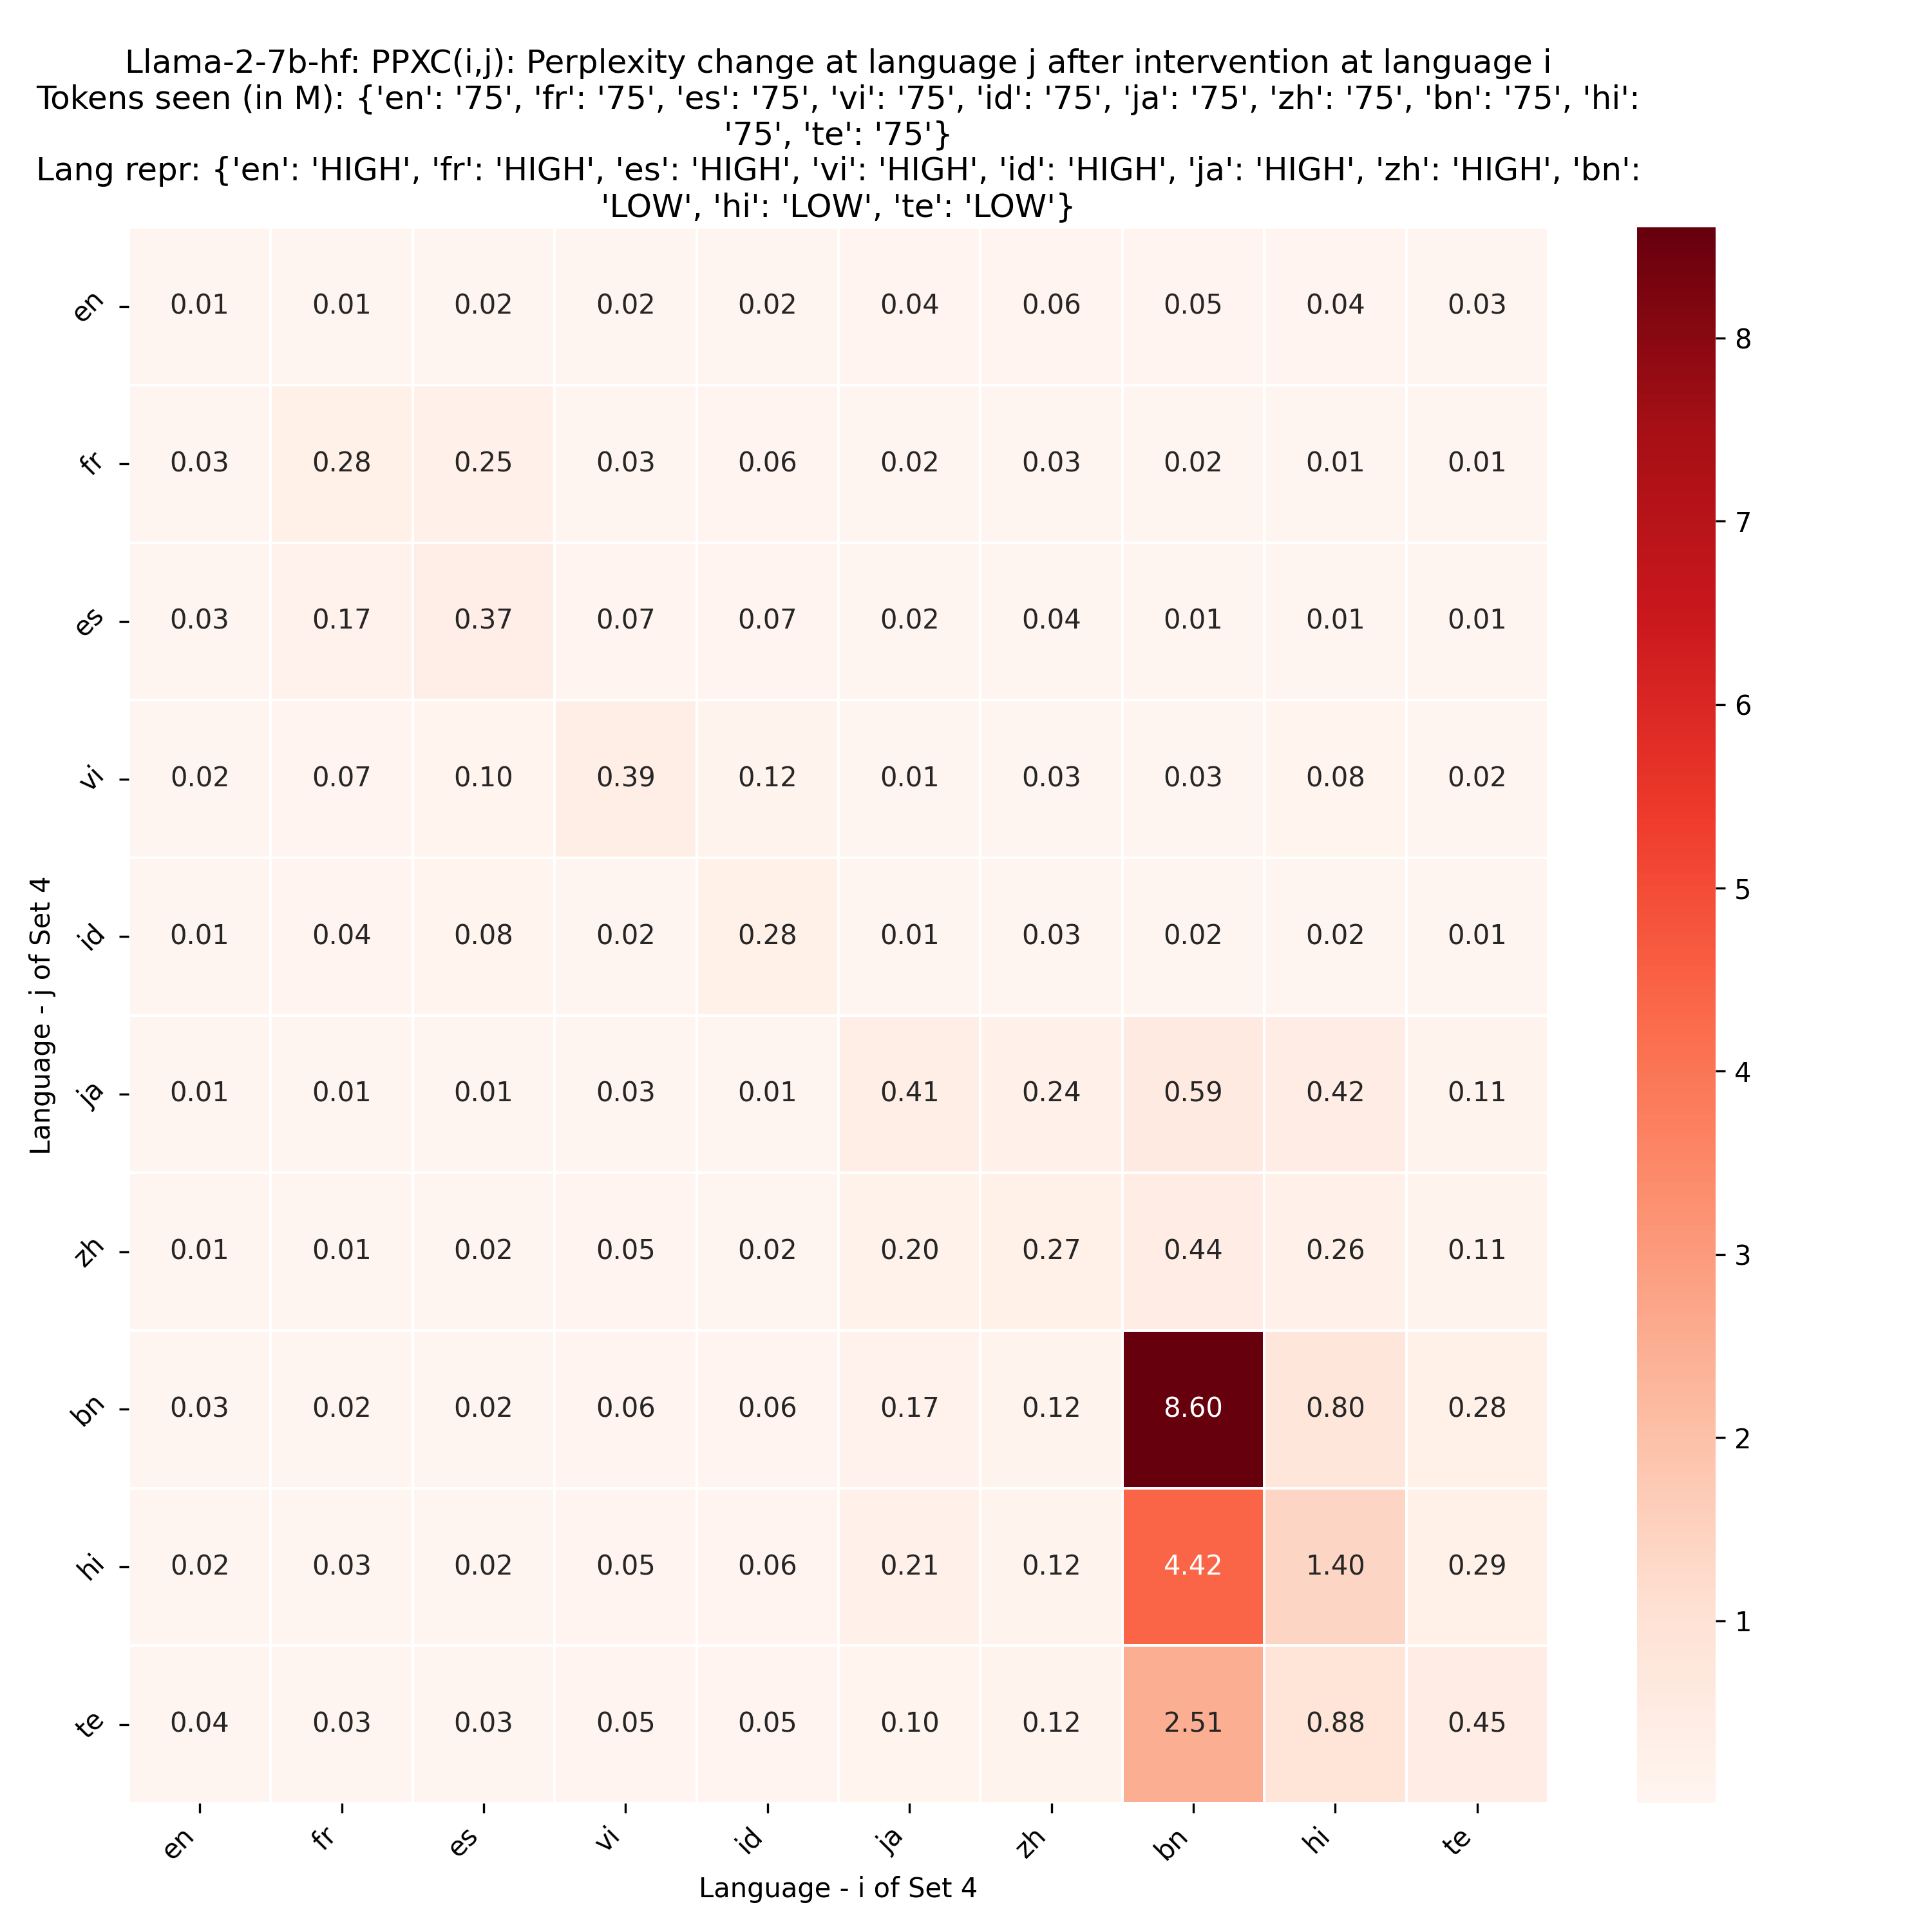 Llama-2-7b-hf: PPXC(i,j): Perplexity change at language j after intervention at language i
Tokens seen (in M): {'en': '75', 'fr': '75', 'es': '75', 'vi': '75', 'id': '75', 'ja': '75', 'zh': '75', 'bn': '75', 'hi':
'75', 'te': '75'}
Lang repr: {'en': 'HIGH', 'fr': 'HIGH', 'es': 'HIGH', 'vi': 'HIGH', 'id': 'HIGH', 'ja': 'HIGH', 'zh': 'HIGH', 'bn':
'LOW', 'hi': 'LOW', 'te': 'LOW'}
Language - j of Set 4
en 0.01 0.01 0.02 0.02 0.02 0.04 0.06 0.05 0.04 0.03
fr 0.03 0.28 0.25 0.03 0.06 0.02 0.03 0.02 0.01 0.01
es 0.03 0.17 0.37 0.07 0.07 0.02 0.04 0.01 0.01 0.01
vi 0.02 0.07 0.10 0.39 0.12 0.01 0.03 0.03 0.08 0.02
id 0.01 0.04 0.08 0.02 0.28 0.01 0.03 0.02 0.02 0.01
ja 0.01 0.01 0.01 0.03 0.01 0.41 0.24 0.59 0.42 0.11
zh 0.01 0.01 0.02 0.05 0.02 0.20 0.27 0.44 0.26 0.11
bn 0.03 0.02 0.02 0.06 0.06 0.17 0.12 8.60 0.80 0.28
hi 0.02 0.03 0.02 0.05 0.06 0.21 0.12 4.42 1.40 0.29
te 0.04 0.03 0.03 0.05 0.05 0.10 0.12 2.51 0.88 0.45
en fr es vi id ja zh bn hi te
Language - i of Set 4
8
7
6
5
4
3
2
1